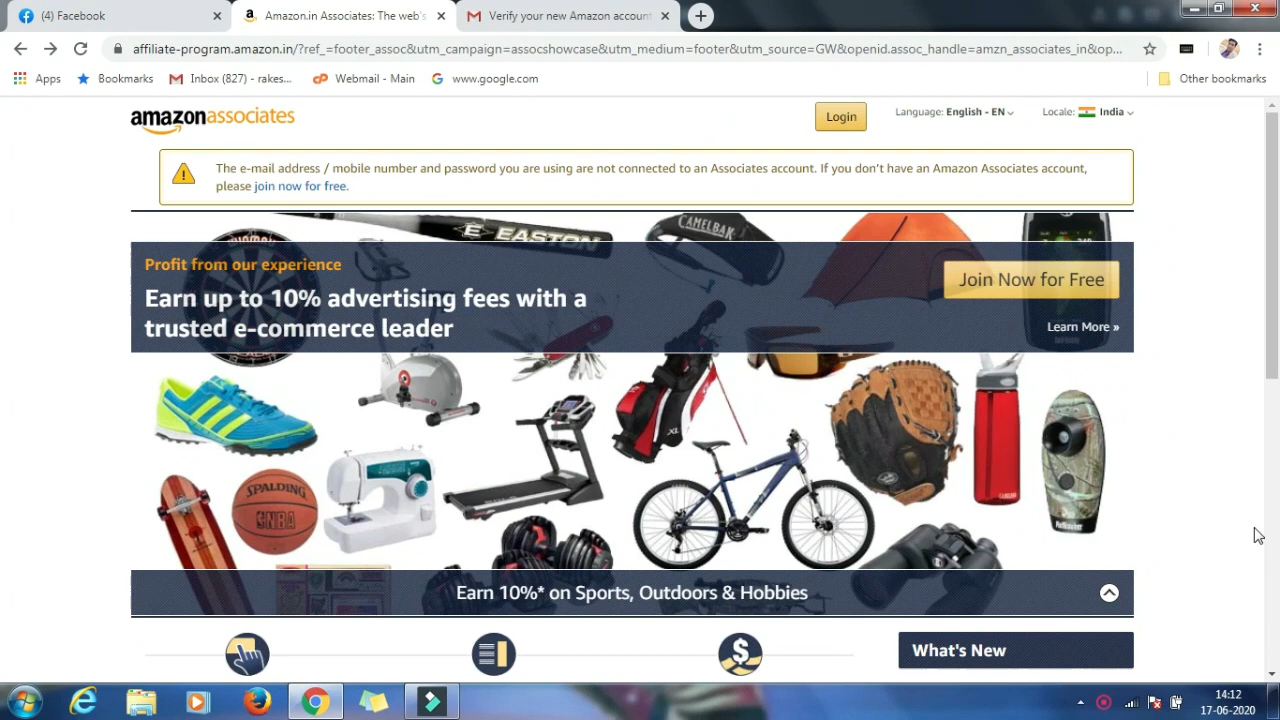 (4) Facebook
Amazon.in Associates: The web's
Verify your new Amazon account
affiliate-program.amazon.in/?ref_=footer_assoc&utm_campaign=assocshowcase&utm_medium=footer&utm_source=GW&openid.assoc_handle=amzn_associates_in&op...
Apps
Bookmarks
Inbox (827) - rakes...
cP
Webmail - Main
www.google.com
Other bookmarks
amazonassociates
Login
Language: English - EN
Locale:
India
The e-mail address / mobile number and password you are using are not connected to an Associates account. If you don't have an Amazon Associates account,
please join now for free.
EASTON
CAMELBAK
Profit from our experience
Earn up to 10% advertising fees with a
trusted e-commerce leader
Join Now for Free
Learn More »
SPALDING
NBA
Earn 10%* on Sports, Outdoors & Hobbies
What's New
14:12
17-06-2020